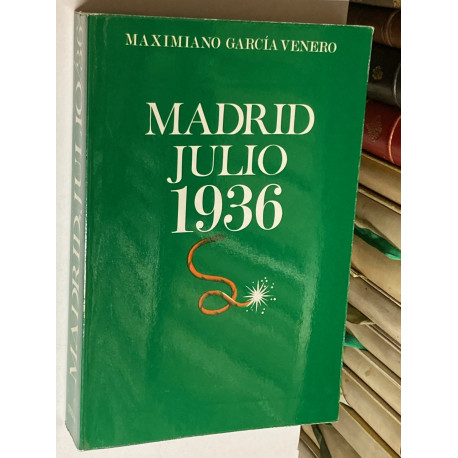 MAXIMIANO GARCÍA VENERO
MADRID
JULIO
1936
MADRID JULIO 1936